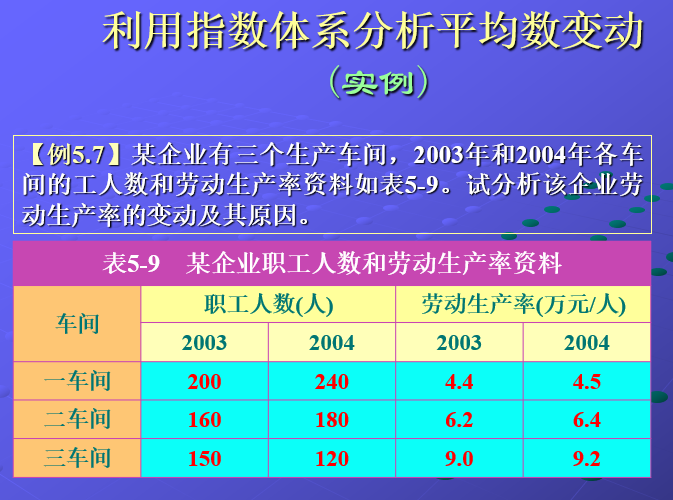 利用指数体系分析平均数变动
(实例)
【例5.7】某企业有三个生产车间，2003年和2004年各车
间的工人数和劳动生产率资料如表5-9。试分析该企业劳
动生产率的变动及其原因。
表5-9 某企业职工人数和劳动生产率资料
车间 职工人数(人) 劳动生产率(万元/人)
2003 2004 2003 2004
一车间 200 240 4.4 4.5
二车间 160 180 6.2 6.4
三车间 150 120 9.0 9.2